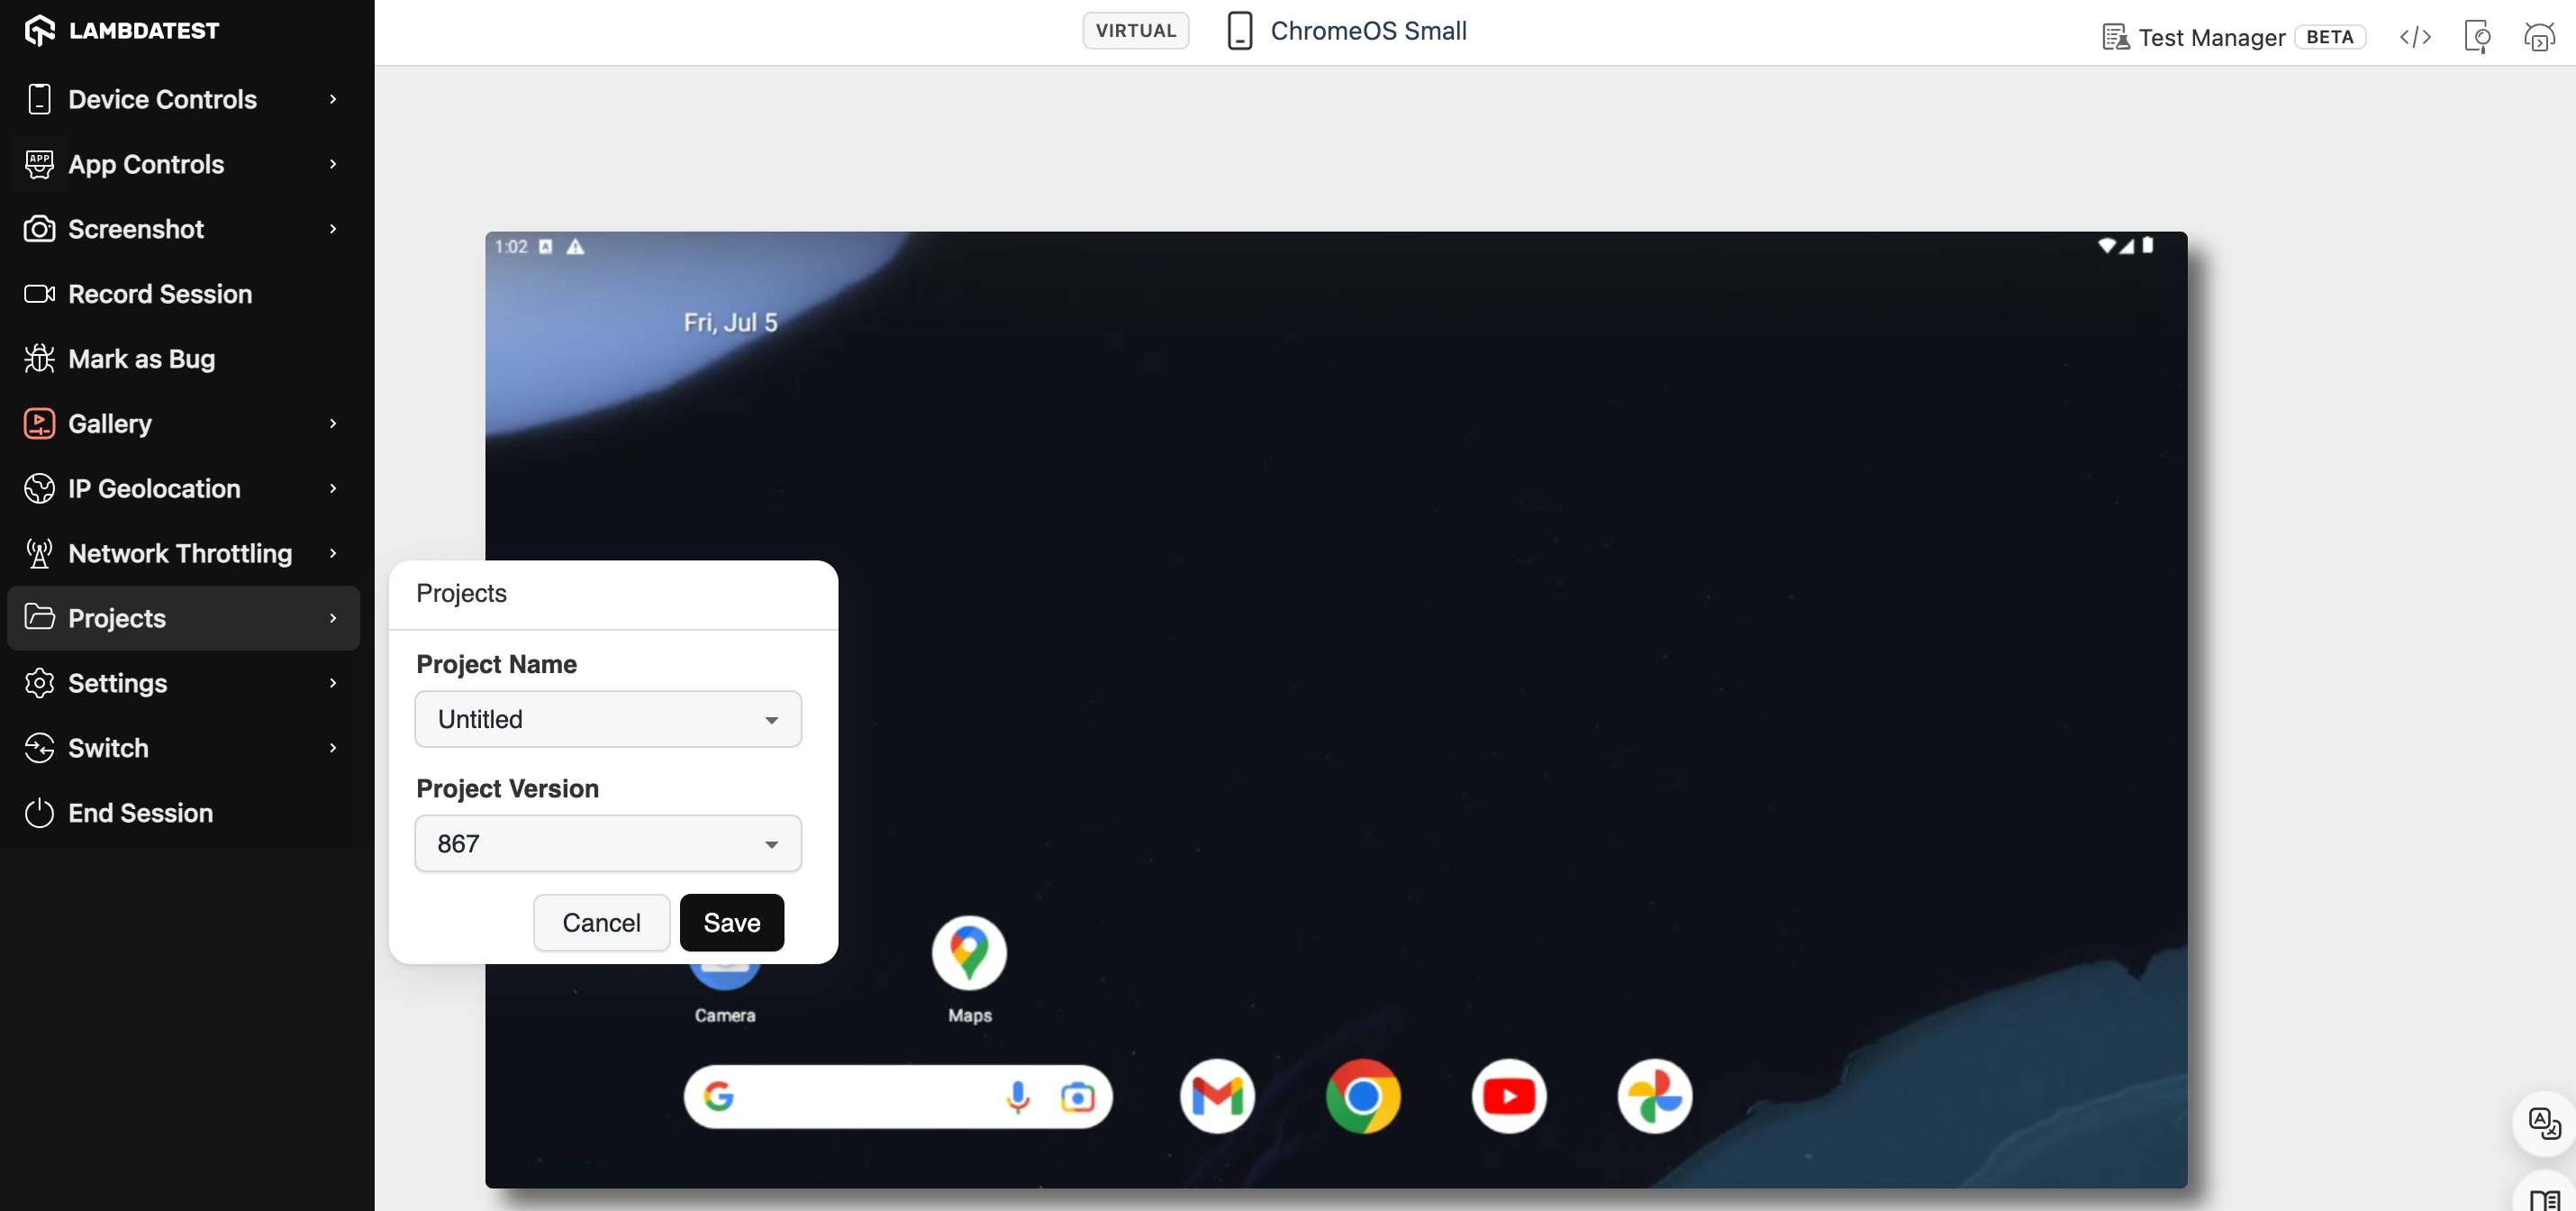 LAMBDATEST
Device Controls
APP
App Controls
Screenshot
Record Session
Mark as Bug
Gallery
IP Geolocation
Network Throttling
Projects
Settings
Switch
End Session
VIRTUAL
ChromeOS Small
Test Manager BETA
1:02
Fri, Jul 5
Projects
Project Name
Untitled
Project Version
867
Cancel Save
Camera Maps